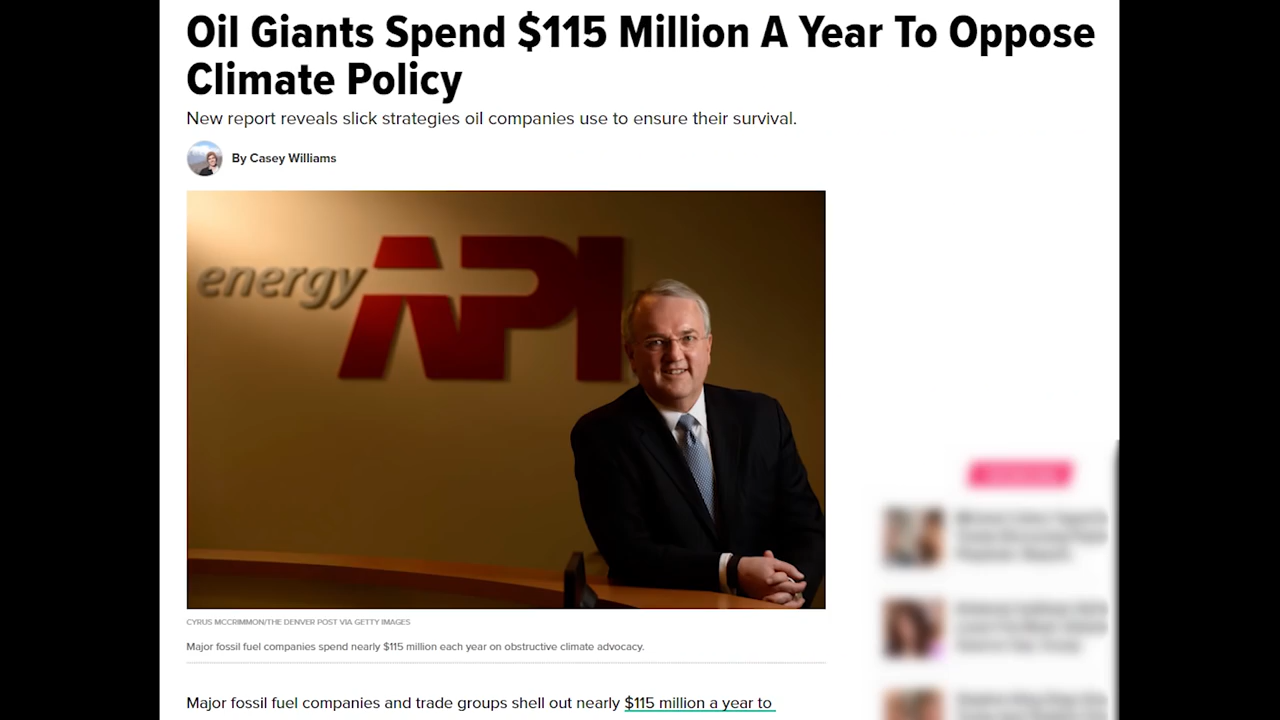 Oil Giants Spend $115 Million A Year To Oppose
Climate Policy
New report reveals slick strategies oil companies use to ensure their survival.
By Casey Williams
energy API
CYRUS MCCRIMMON/THE DENVER POST VIA GETTY IMAGES
Major fossil fuel companies spend nearly $115 million each year on obstructive climate advocacy.
Major fossil fuel companies and trade groups shell out nearly $115 million a year to